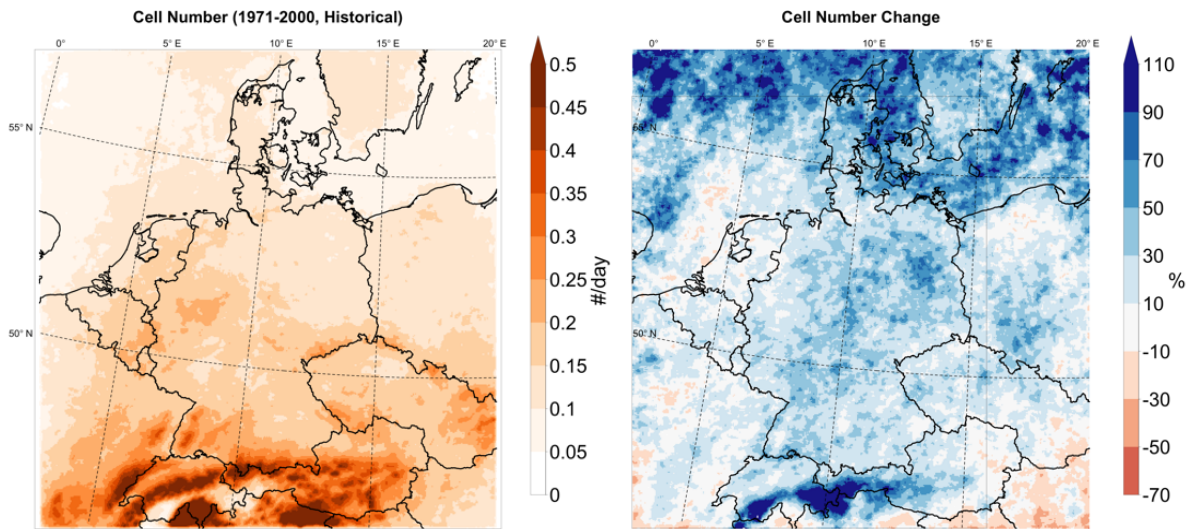 Cell Number (1971-2000, Historical)
0°
5° E
10° E
15° E
20° E
55° N
50° N
0.5
0.45
0.4
0.35
0.3
0.25
0.2
0.15
0.1
0.05
0
#/day
Cell Number Change
0°
5° E
10° E
15° E
20° E
55° N
50° N
110
90
70
50
30
10
-10
-30
-50
-70
%